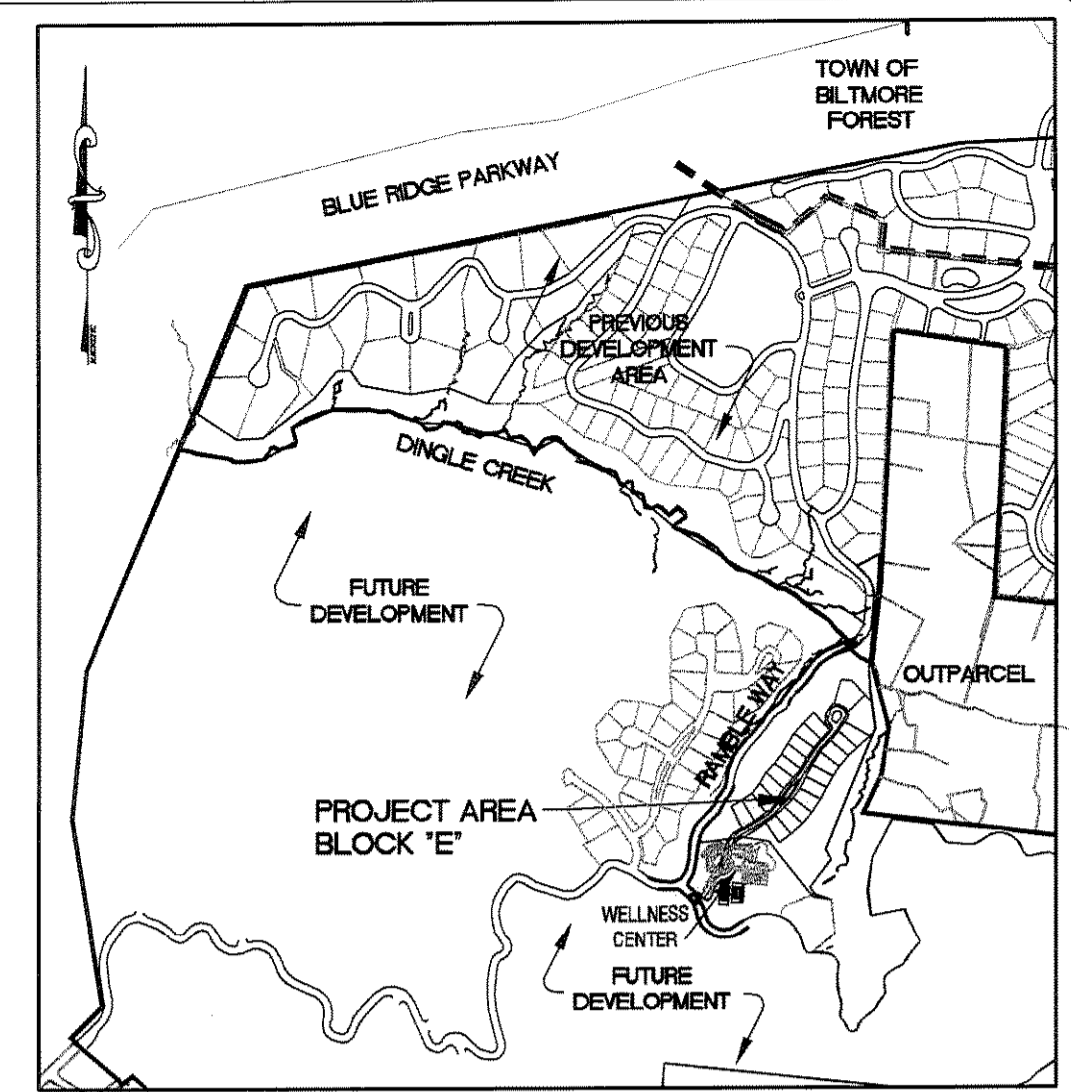 TOWN OF
BILTMORE
FOREST
BLUE RIDGE PARKWAY
PREVIOUS
DEVELOPMENT
AREA
DINGLE CREEK
FUTURE
DEVELOPMENT
OUTPARCEL
RAMBLE WAY
PROJECT AREA
BLOCK "E"
WELLNESS
CENTER
FUTURE
DEVELOPMENT